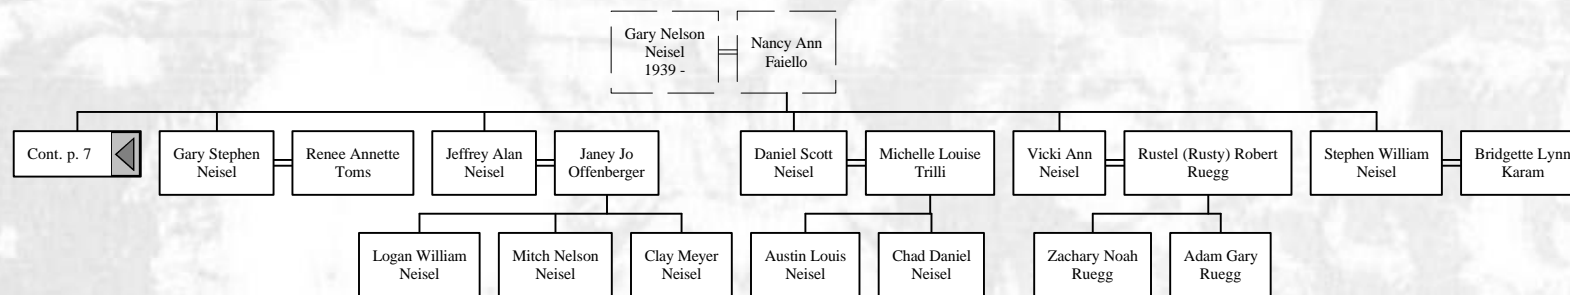 Gary Nelson
Neisel
1939 -
Nancy Ann
Faiello
Cont. p. 7
Gary Stephen
Neisel
Renee Annette
Toms
Jeffrey Alan
Neisel
Janey Jo
Offenberger
Daniel Scott
Neisel
Michelle Louise
Trilli
Vicki Ann
Neisel
Rustel (Rusty) Robert
Ruegg
Stephen William
Neisel
Bridgette Lynn
Karam
Logan William
Neisel
Mitch Nelson
Neisel
Clay Meyer
Neisel
Austin Louis
Neisel
Chad Daniel
Neisel
Zachary Noah
Ruegg
Adam Gary
Ruegg